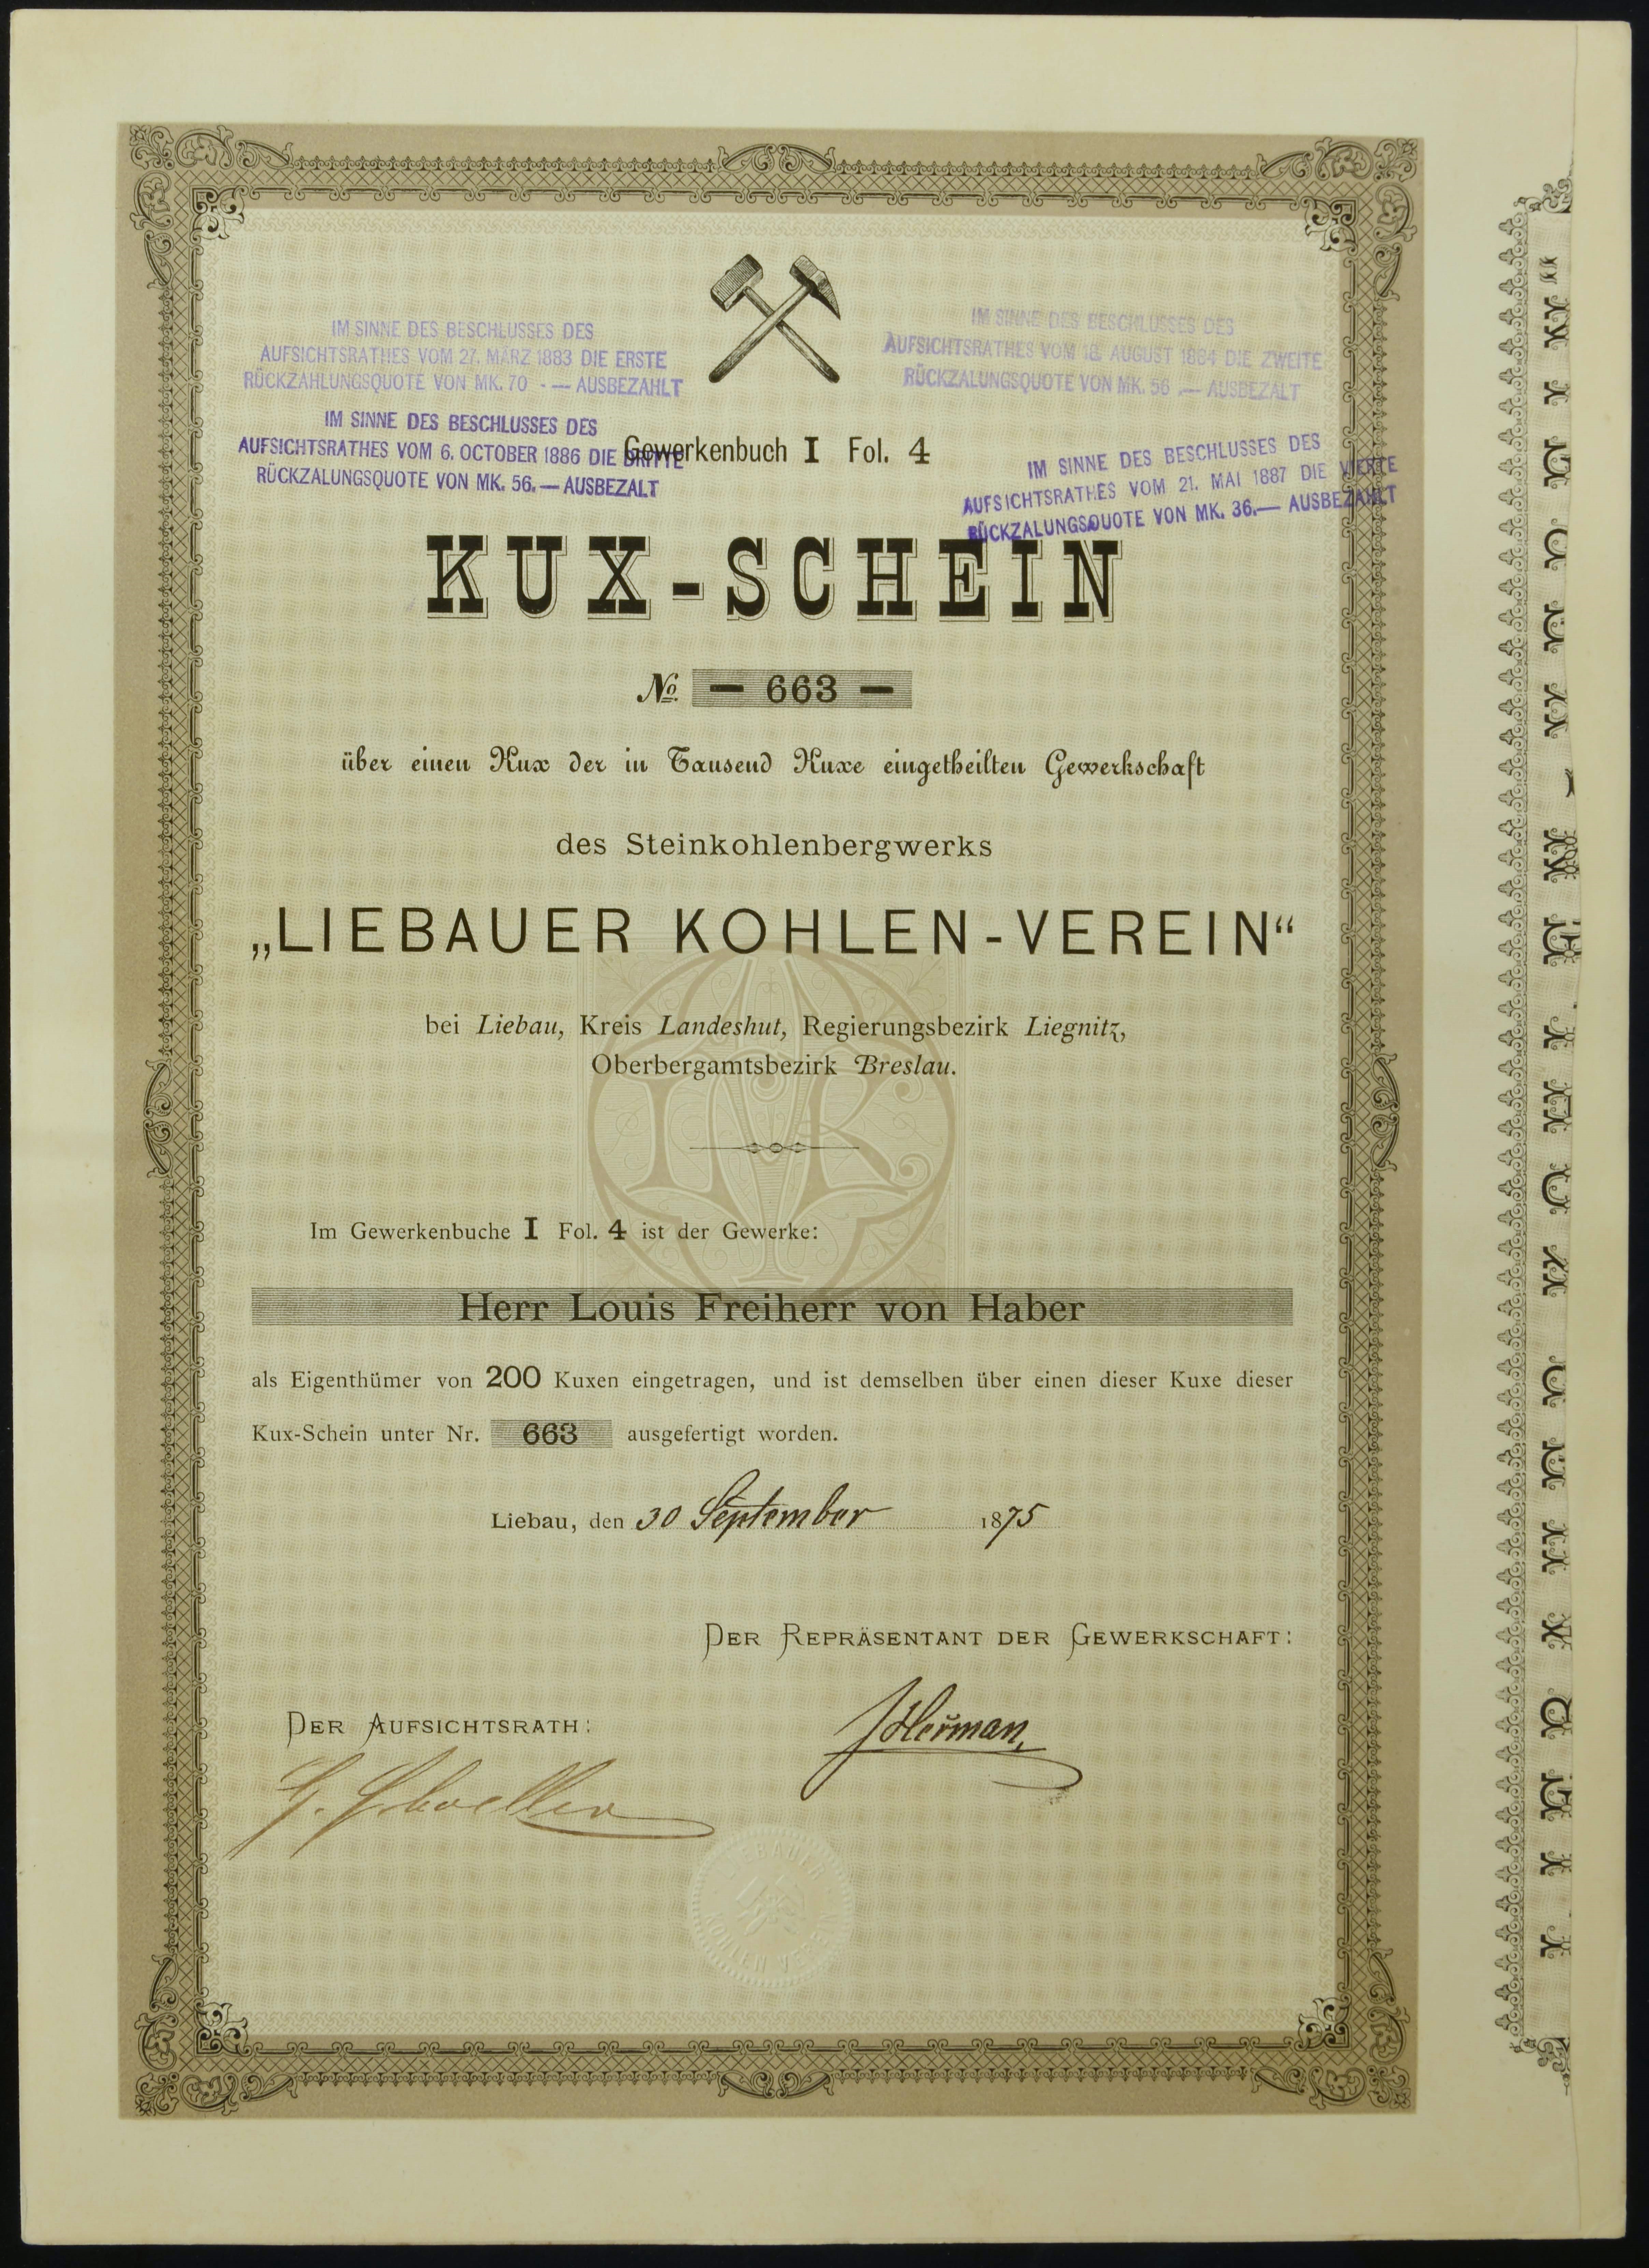 IM SINNE DES BESCHLUSSES DES
AUFSICHTSRATHES VOM 27. MÄRZ 1883 DIE ERSTE
RÜCKZAHLUNGSQUOTE VON MK. 70 - — AUSBEZAHLT
IM SINNE DES BESCHLUSSES DES
AUFSICHTSRATHES VOM 18. AUGUST 1884 DIE ZWEITE
RÜCKZALUNGSQUOTE VON MK. 56 .— AUSBEZALT
IM SINNE DES BESCHLUSSES DES
AUFSICHTSRATHES VOM 6. OCTOBER 1886 DIE DRITTE
RÜCKZALUNGSQUOTE VON MK. 56. — AUSBEZALT
Gewerkenbuch I Fol. 4
IM SINNE DES BESCHLUSSES DES
AUFSICHTSRATHES VOM 21. MAI 1887 DIE VIERTE
RÜCKZALUNGSQUOTE VON MK. 36.— AUSBEZAHLT
KUX-SCHEIN
No. — 663 —
über einen Kux der in Tausend Kuxe eingetheilten Gewerkschaft
des Steinkohlenbergwerks
„LIEBAUER KOHLEN-VEREIN“
bei Liebau, Kreis Landeshut, Regierungsbezirk Liegnitz,
Oberbergamtsbezirk Breslau.
Im Gewerkenbuche I Fol. 4 ist der Gewerke:
Herr Louis Freiherr von Haber
als Eigenthümer von 200 Kuxen eingetragen, und ist demselben über einen dieser Kuxe dieser
Kux-Schein unter Nr. 663 ausgefertigt worden.
Liebau, den 30 September 1875
DER REPRÄSENTANT DER GEWERKSCHAFT:
JHerman
DER AUFSICHTSRATH:
G. Schoeller